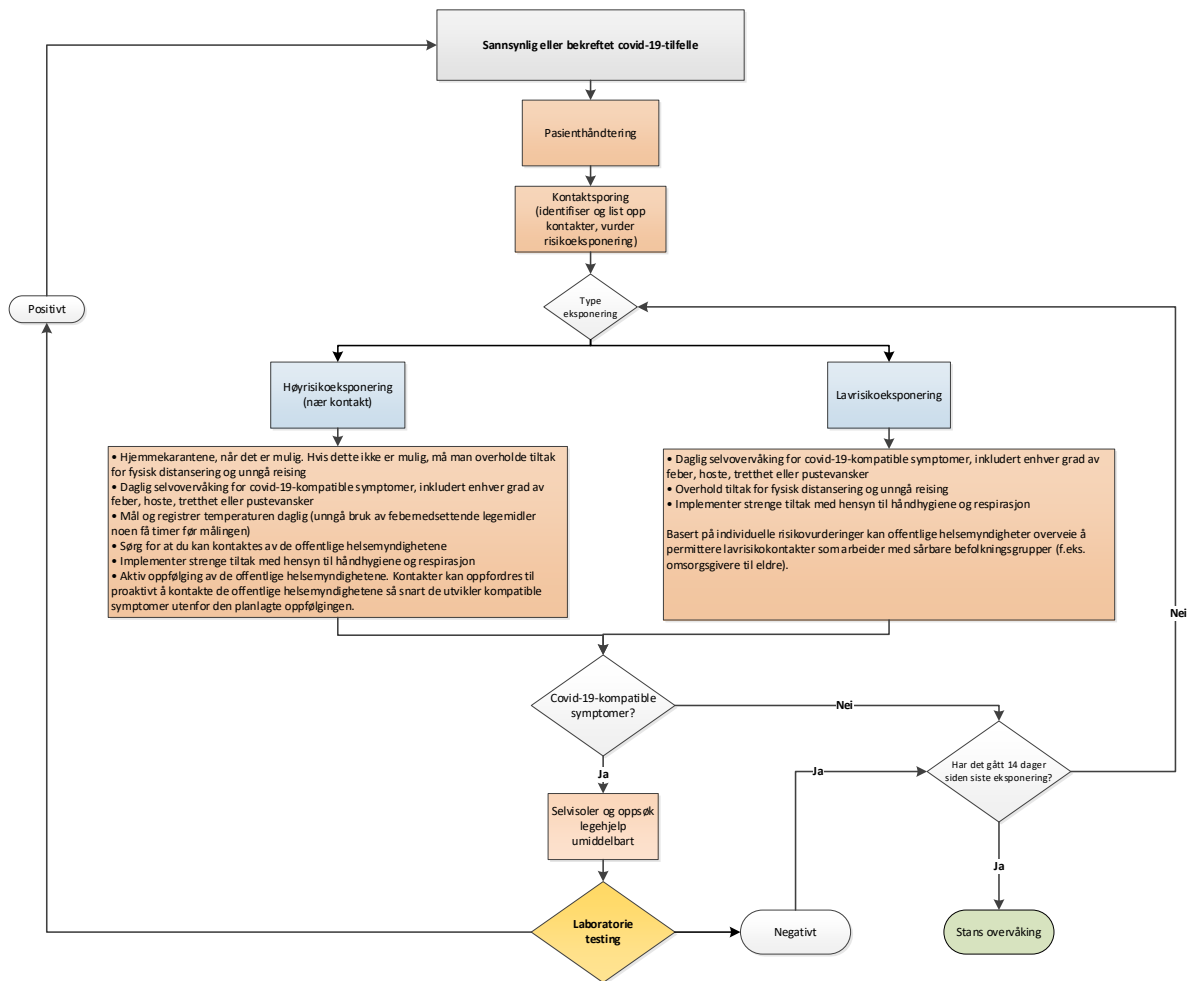 Sannsynlig eller bekreftet covid-19-tilfelle
Pasienthåndtering
Kontaktsporing
(identifiser og list opp
kontakter, vurder
risikoeksponering)
Positivt
Type
eksponering
Høyrisikoeksponering
(nær kontakt)
Lavrisikoeksponering
• Hjemmekarantene, når det er mulig. Hvis dette ikke er mulig, må man overholde tiltak
for fysisk distansering og unngå reising
• Daglig selvovervåking for covid-19-kompatible symptomer, inkludert enhver grad av
feber, hoste, tretthet eller pustevansker
• Mål og registrer temperaturen daglig (unngå bruk av febernedsettende legemidler
noen få timer før målingen)
• Sørg for at du kan kontaktes av de offentlige helsemyndighetene
• Implementer strenge tiltak med hensyn til håndhygiene og respirasjon
• Aktiv oppfølging av de offentlige helsemyndighetene. Kontakter kan oppfordres til
proaktivt å kontakte de offentlige helsemyndighetene så snart de utvikler kompatible
symptomer utenfor den planlagte oppfølgingen.
• Daglig selvovervåking for covid-19-kompatible symptomer, inkludert enhver grad av
feber, hoste, tretthet eller pustevansker
• Overhold tiltak for fysisk distansering og unngå reising
• Implementer strenge tiltak med hensyn til håndhygiene og respirasjon
Basert på individuelle risikovurderinger kan offentlige helsemyndigheter overveie å
permittere lavrisikokontakter som arbeider med sårbare befolkningsgrupper (f.eks.
omsorgsgivere til eldre).
Nei
Covid-19-kompatible
symptomer?
Nei
Har det gått 14 dager
siden siste eksponering?
Ja
Ja
Selvisoler og oppsøk
legehjelp
umiddelbart
Ja
Laboratorie
testing
Negativt
Stans overvåking